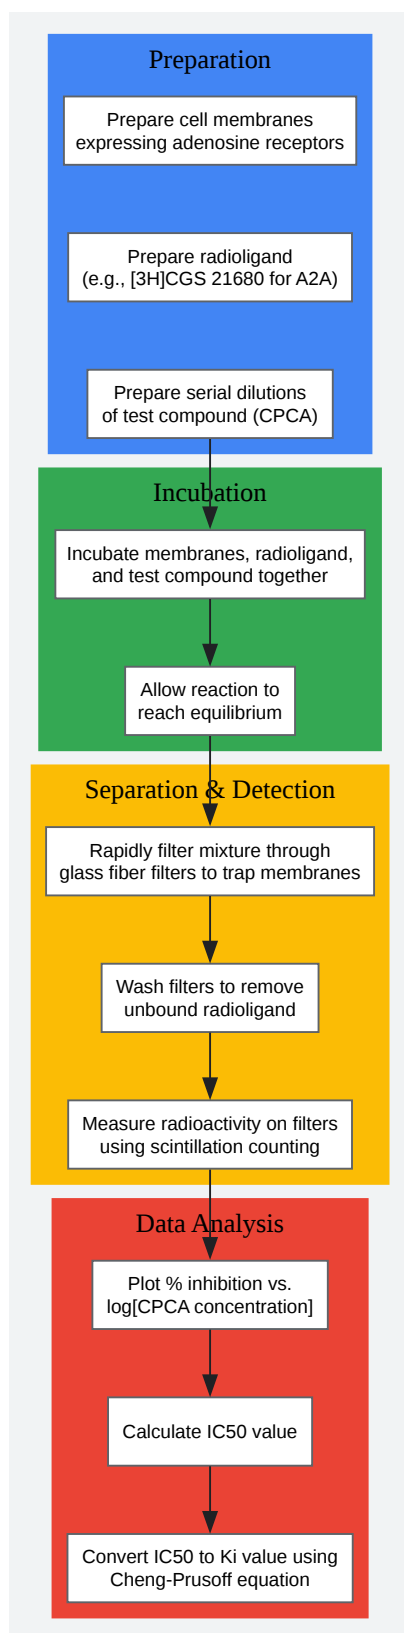 Preparation
Prepare cell membranes
expressing adenosine receptors
Prepare radioligand
(e.g., [3H]CGS 21680 for A2A)
Prepare serial dilutions
of test compound (CPCA)
Incubation
Incubate membranes, radioligand,
and test compound together
Allow reaction to
reach equilibrium
Separation & Detection
Rapidly filter mixture through
glass fiber filters to trap membranes
Wash filters to remove
unbound radioligand
Measure radioactivity on filters
using scintillation counting
Data Analysis
Plot % inhibition vs.
log[CPCA concentration]
Calculate IC50 value
Convert IC50 to Ki value using
Cheng-Prusoff equation